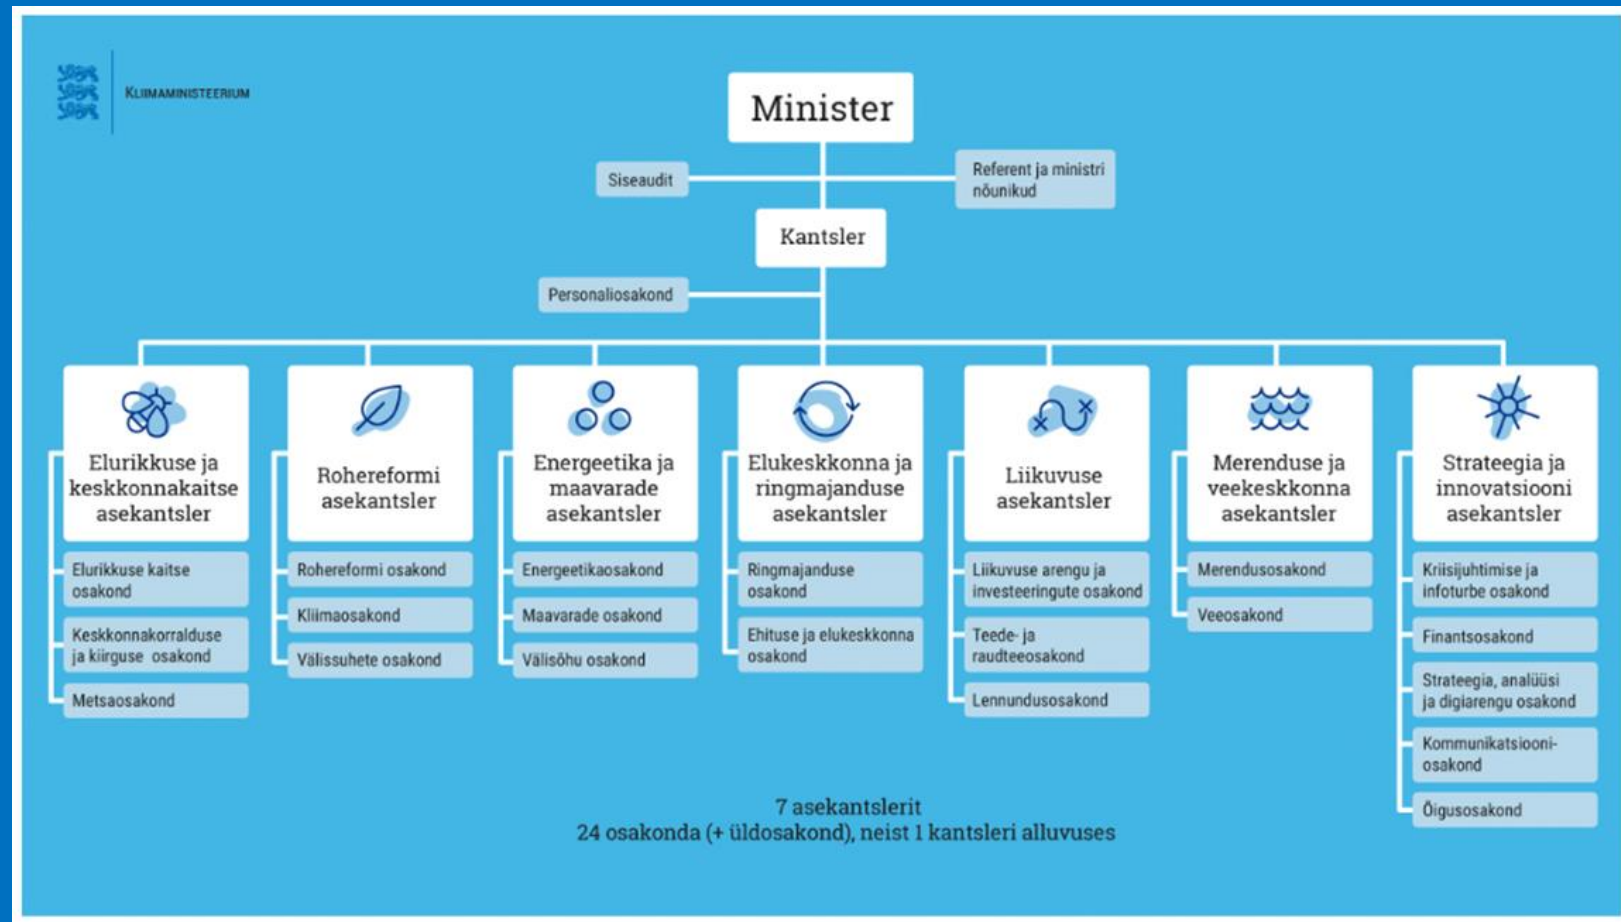 KLIIMAMINISTEERIUM
Minister
Siseaudit
Referent ja ministri
nõunikud
Kantsler
Personaliosakond
Elurikkuse ja
keskkonnakaitse
asekantsler
Elurikkuse kaitse
osakond
Keskkonnakorralduse
ja kiirguse osakond
Metsaosakond
Rohereformi
asekantsler
Rohereformi osakond
Kliimaosakond
Välissuhete osakond
Energeetika ja
maavarade
asekantsler
Energeetikaosakond
Maavarade osakond
Välisõhu osakond
Elukeskkonna ja
ringmajanduse
asekantsler
Ringmajanduse
osakond
Ehituse ja elukeskkonna
osakond
Liikuvuse
asekantsler
Liikuvuse arengu ja
investeeringute osakond
Teede- ja
raudteeosakond
Lennundusosakond
Merenduse ja
veekeskkonna
asekantsler
Merendusosakond
Veeosakond
Strateegia ja
innovatsiooni
asekantsler
Kriisijuhtimise ja
infoturbe osakond
Finantsosakond
Strateegia, analüüsi
ja digiarengu osakond
Kommunikatsiooni-
osakond
Õigusosakond
7 asekantslerit
24 osakonda (+ üldosakond), neist 1 kantsleri alluvuses